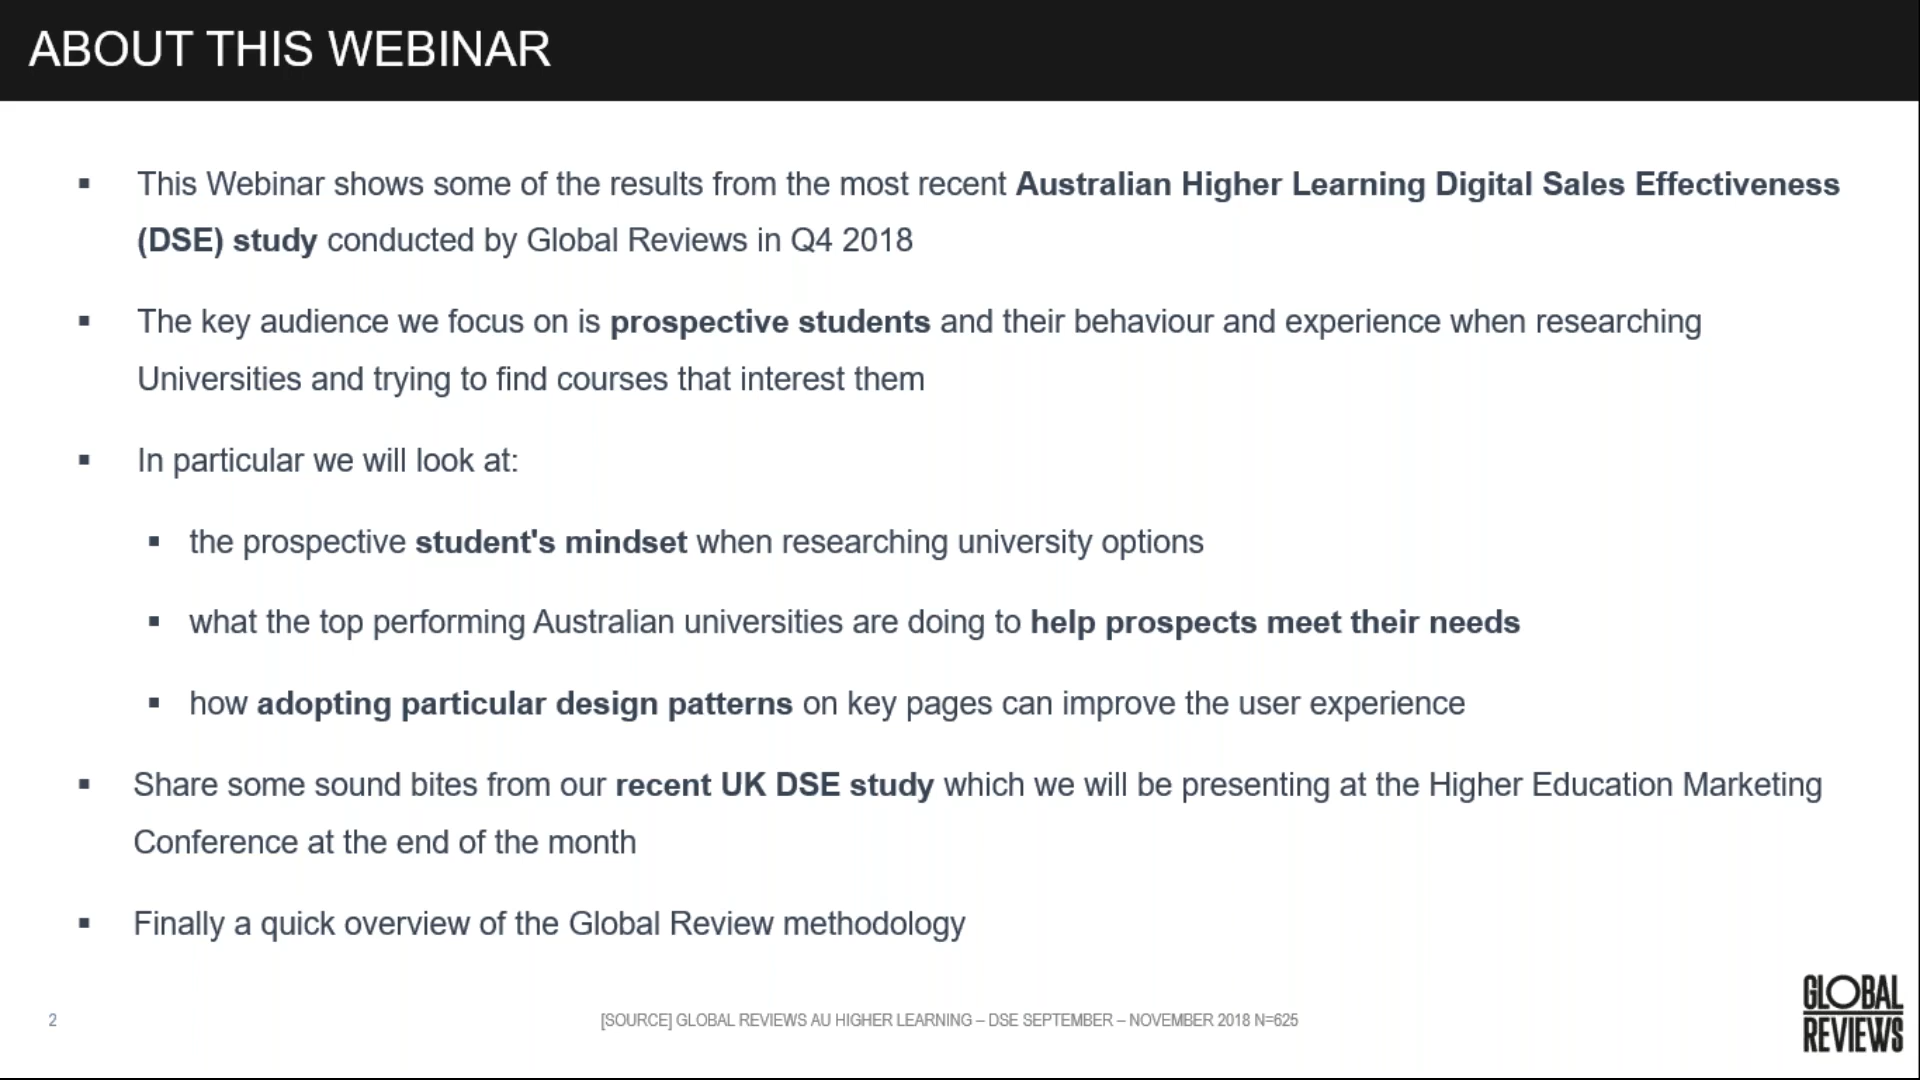 ABOUT THIS WEBINAR
▪ This Webinar shows some of the results from the most recent Australian Higher Learning Digital Sales Effectiveness
(DSE) study conducted by Global Reviews in Q4 2018
▪ The key audience we focus on is prospective students and their behaviour and experience when researching
Universities and trying to find courses that interest them
▪ In particular we will look at:
▪ the prospective student's mindset when researching university options
▪ what the top performing Australian universities are doing to help prospects meet their needs
▪ how adopting particular design patterns on key pages can improve the user experience
▪ Share some sound bites from our recent UK DSE study which we will be presenting at the Higher Education Marketing
Conference at the end of the month
▪ Finally a quick overview of the Global Review methodology
2
[SOURCE] GLOBAL REVIEWS AU HIGHER LEARNING – DSE SEPTEMBER – NOVEMBER 2018 N=625
GLOBAL
REVIEWS